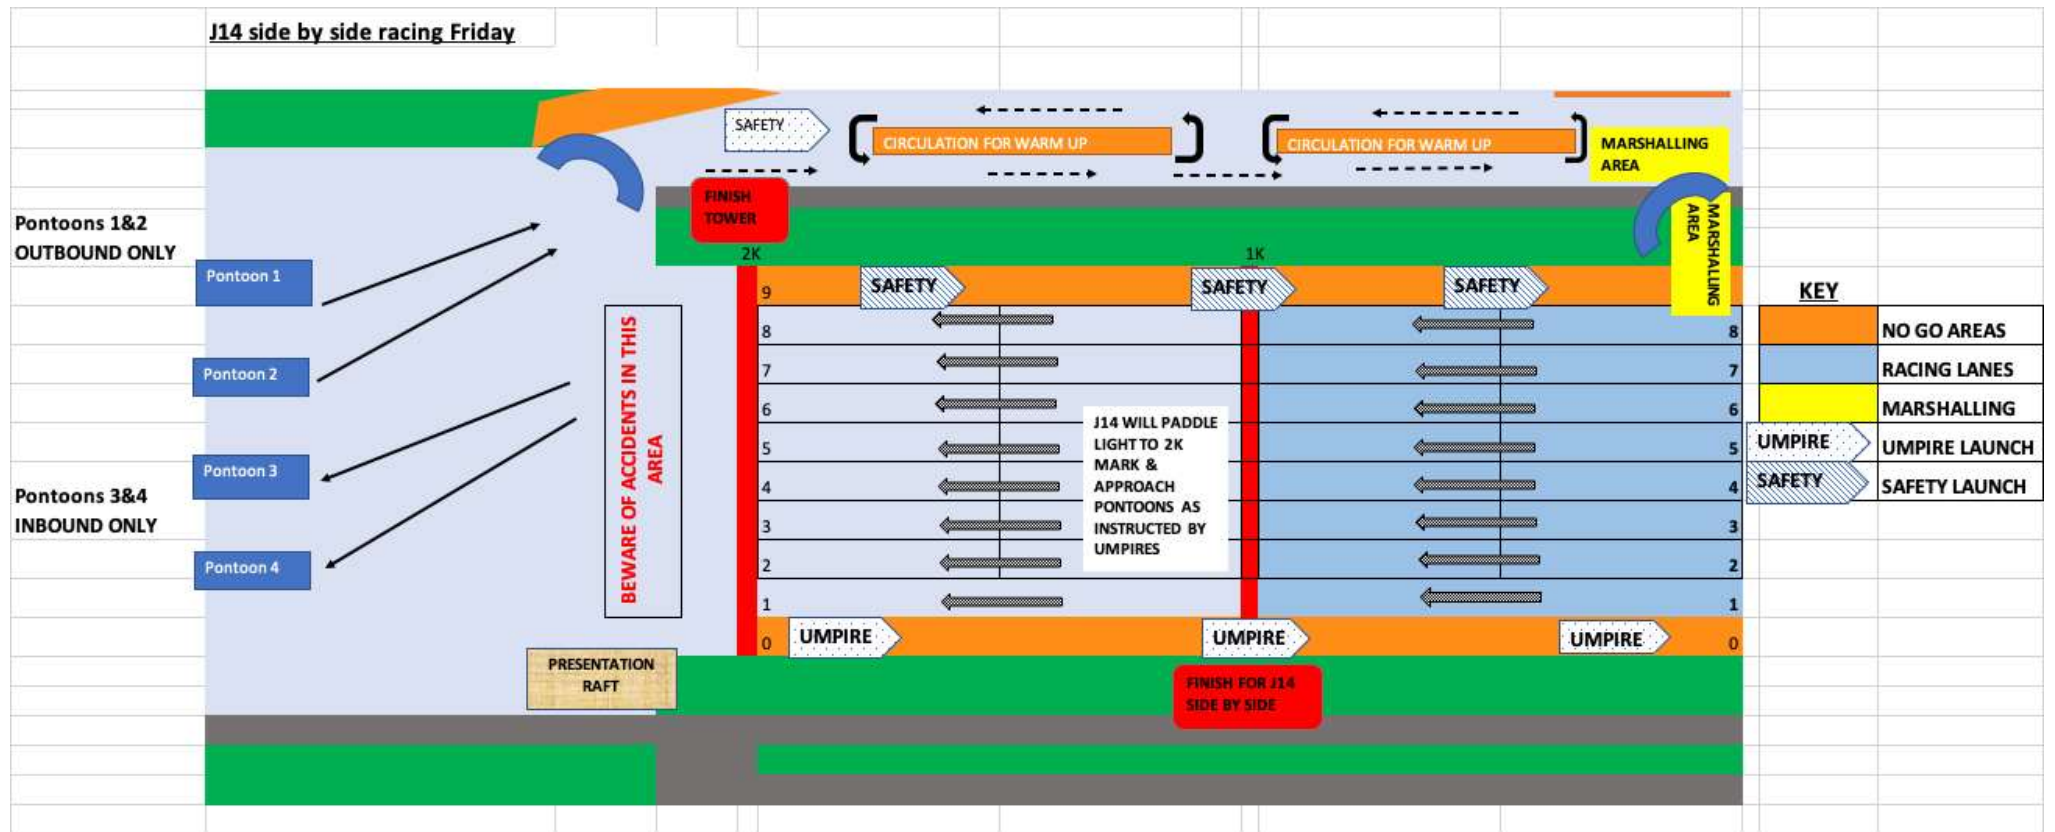 J14 side by side racing Friday
SAFETY
CIRCULATION FOR WARM UP
CIRCULATION FOR WARM UP
MARSHALLING
AREA
FINISH
TOWER
MARSHALLING
AREA
Pontoons 1&2
OUTBOUND ONLY
2K
1K
Pontoon 1
9
SAFETY
SAFETY
SAFETY
KEY
8
8
NO GO AREAS
Pontoon 2
7
7
RACING LANES
6
6
MARSHALLING
BEWARE OF ACCIDENTS IN THIS
AREA
J14 WILL PADDLE
LIGHT TO 2K
MARK &
APPROACH
PONTOONS AS
INSTRUCTED BY
UMPIRES
5
5
UMPIRE
UMPIRE LAUNCH
Pontoon 3
4
4
SAFETY
SAFETY LAUNCH
Pontoons 3&4
INBOUND ONLY
3
3
Pontoon 4
2
2
1
1
0
UMPIRE
UMPIRE
UMPIRE
0
PRESENTATION
RAFT
FINISH FOR J14
SIDE BY SIDE